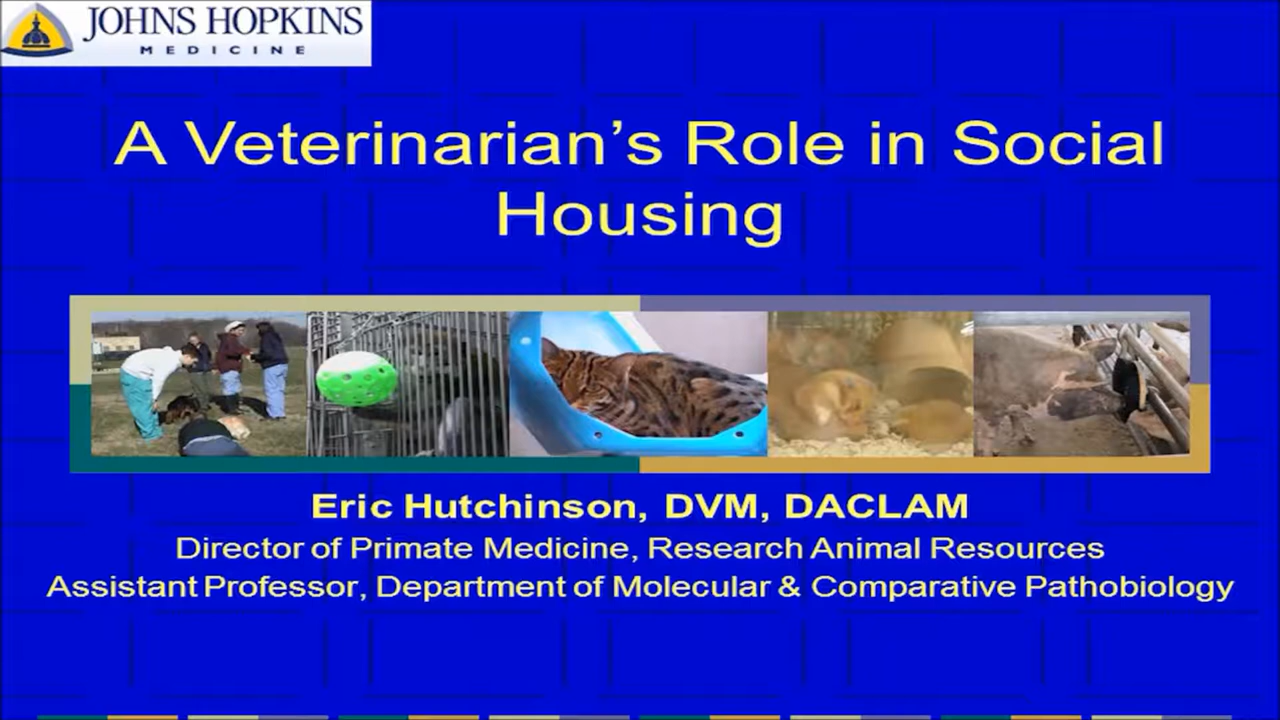 JOHNS HOPKINS
MEDICINE
A Veterinarian’s Role in Social
Housing
Eric Hutchinson, DVM, DACLAM
Director of Primate Medicine, Research Animal Resources
Assistant Professor, Department of Molecular & Comparative Pathobiology